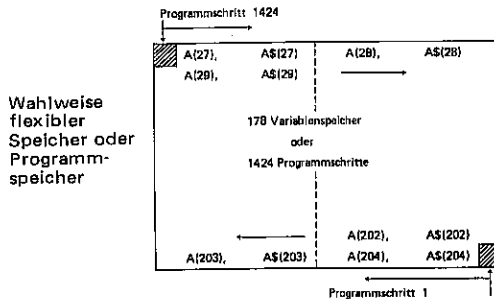 Programmschritt 1424
A(27), A$(27) A(28), A$(28)
A(29), A$(29)
Wahlweise
flexibler
Speicher oder
Programm-
speicher
178 Variablenspeicher
oder
1424 Programmschritte
A(202), A$(202)
A(203), A$(203) A(204), A$(204)
Programmschritt 1